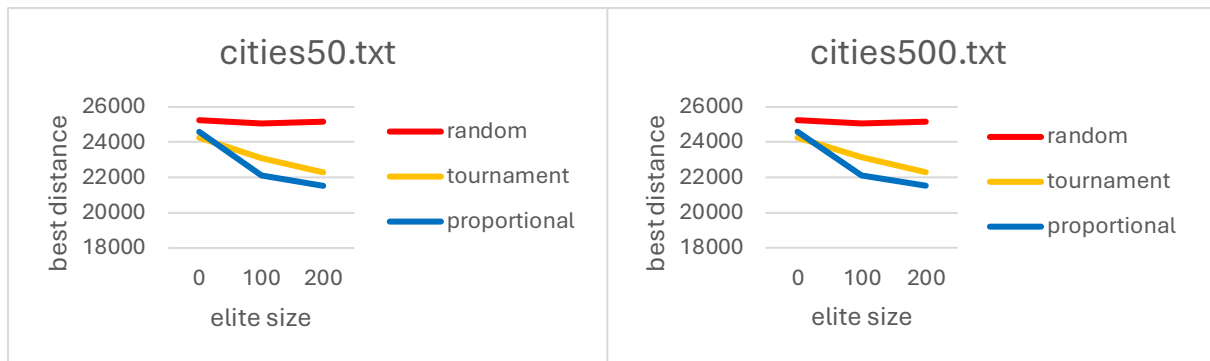 cities50.txt
best distance
26000
24000
22000
20000
18000
0 100 200
elite size
random
tournament
proportional
cities500.txt
best distance
26000
24000
22000
20000
18000
0 100 200
elite size
random
tournament
proportional